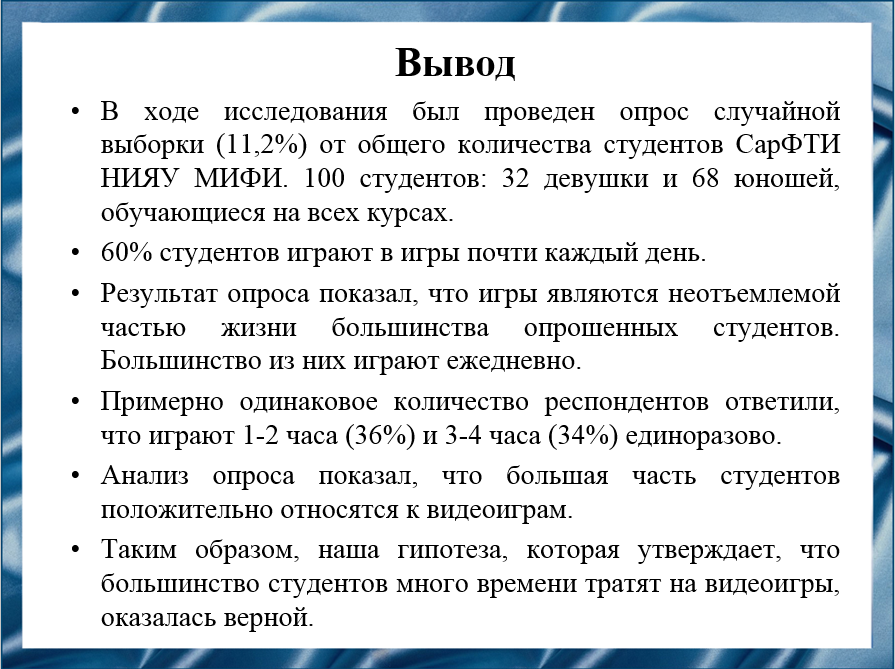 Вывод
• В ходе исследования был проведен опрос случайной
выборки (11,2%) от общего количества студентов СарФТИ
НИЯУ МИФИ. 100 студентов: 32 девушки и 68 юношей,
обучающиеся на всех курсах.
• 60% студентов играют в игры почти каждый день.
• Результат опроса показал, что игры являются неотъемлемой
частью жизни большинства опрошенных студентов.
Большинство из них играют ежедневно.
• Примерно одинаковое количество респондентов ответили,
что играют 1-2 часа (36%) и 3-4 часа (34%) единоразово.
• Анализ опроса показал, что большая часть студентов
положительно относятся к видеоиграм.
• Таким образом, наша гипотеза, которая утверждает, что
большинство студентов много времени тратят на видеоигры,
оказалась верной.